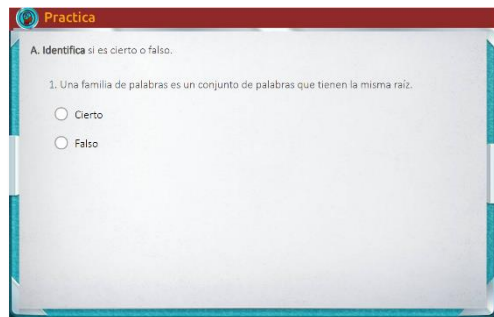 Practica
A. Identifica si es cierto o falso.
1. Una familia de palabras es un conjunto de palabras que tienen la misma raíz.
Cierto
Falso